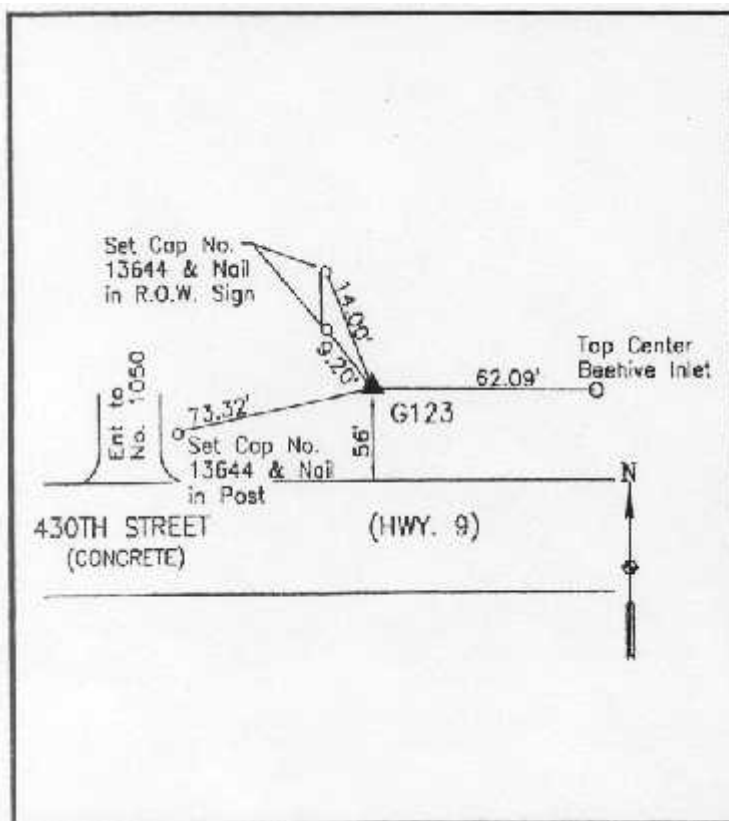 Set Cap No.
13644 & Nail
in R.O.W. Sign
14.00'
9.20'
Top Center
Beehive Inlet
62.09'
G123
73.32'
56'
Ent to
No. 1050
Set Cap No.
13644 & Nail
in Post
N
430TH STREET
(HWY. 9)
(CONCRETE)